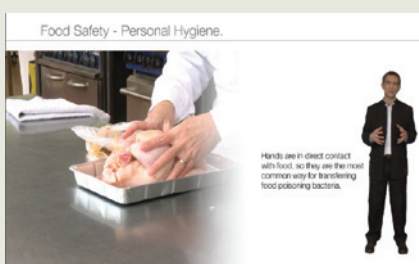 Food Safety - Personal Hygiene.
Hands are in direct contact
with food, so they are the most
common way for transferring
food poisoning bacteria.